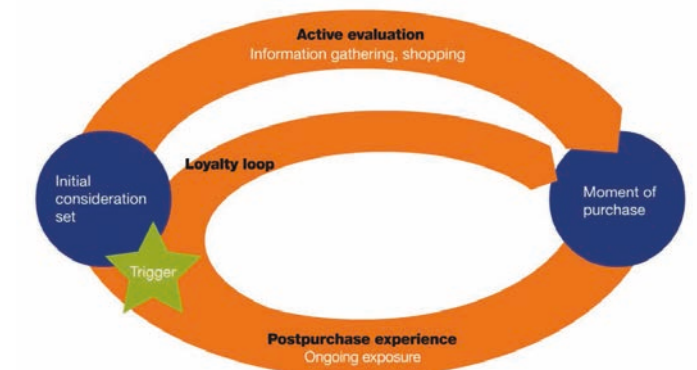 Active evaluation
Information gathering, shopping
Loyalty loop
Initial
consideration
set
Moment of
purchase
Trigger
Postpurchase experience
Ongoing exposure